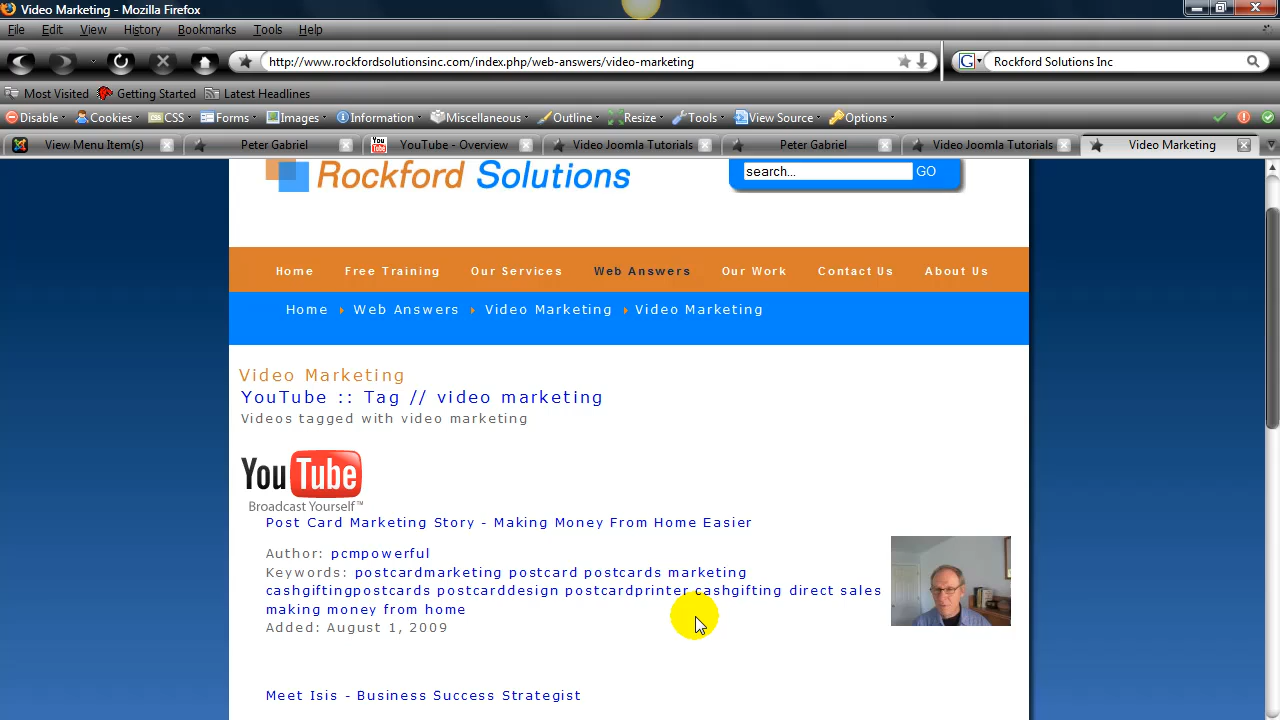 Video Marketing - Mozilla Firefox
File Edit View History Bookmarks Tools Help
http://www.rockfordsolutionsinc.com/index.php/web-answers/video-marketing
G Rockford Solutions Inc
Most Visited Getting Started Latest Headlines
Disable Cookies CSS Forms Images Information Miscellaneous Outline Resize Tools View Source Options
View Menu Item(s) Peter Gabriel YouTube - Overview Video Joomla Tutorials Peter Gabriel Video Joomla Tutorials Video Marketing
Rockford Solutions
search... GO
Home Free Training Our Services Web Answers Our Work Contact Us About Us
Home Web Answers Video Marketing Video Marketing
Video Marketing
YouTube :: Tag // video marketing
Videos tagged with video marketing
YouTube
Broadcast Yourself™
Post Card Marketing Story - Making Money From Home Easier
Author: pcmpowerful
Keywords: postcardmarketing postcard postcards marketing
cashgiftingpostcards postcarddesign postcardprinter cashgifting direct sales
making money from home
Added: August 1, 2009
Meet Isis - Business Success Strategist